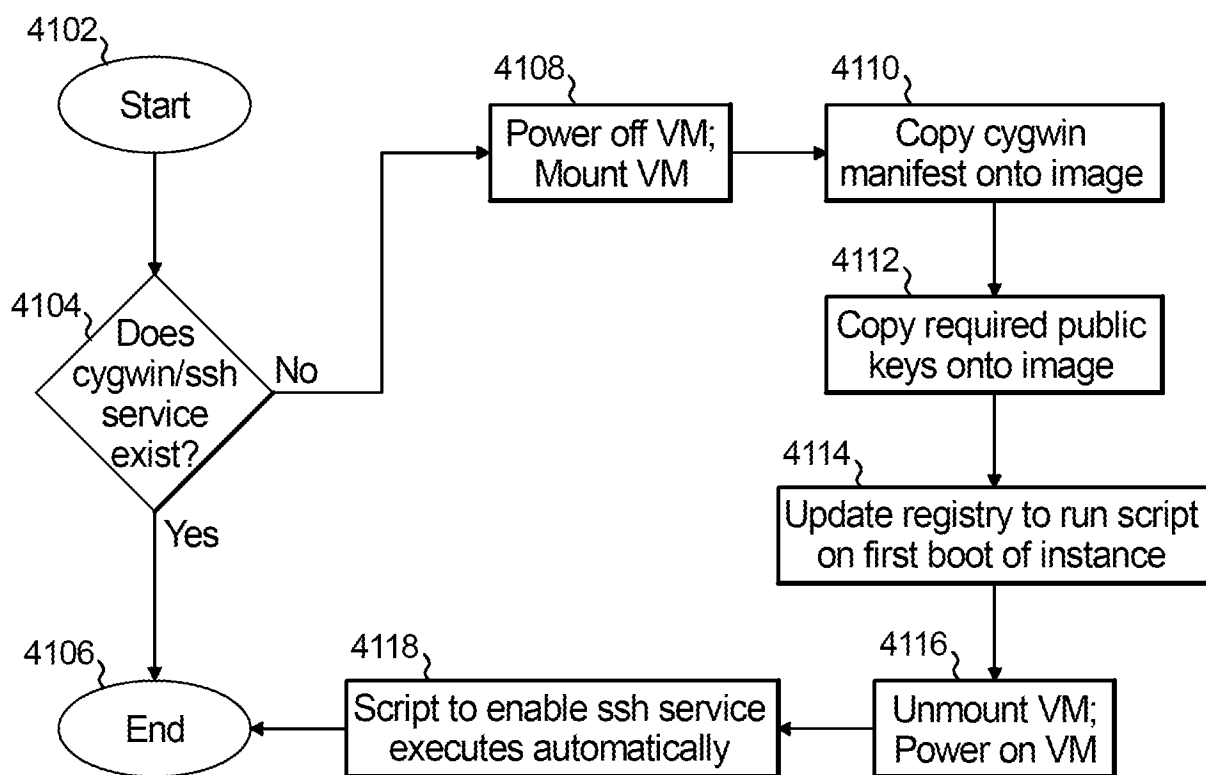 4102
Start
4104
Does
cygwin/ssh
service
exist?
No
Yes
4106
End
4108
Power off VM;
Mount VM
4110
Copy cygwin
manifest onto image
4112
Copy required public
keys onto image
4114
Update registry to run script
on first boot of instance
4116
Unmount VM;
Power on VM
4118
Script to enable ssh service
executes automatically